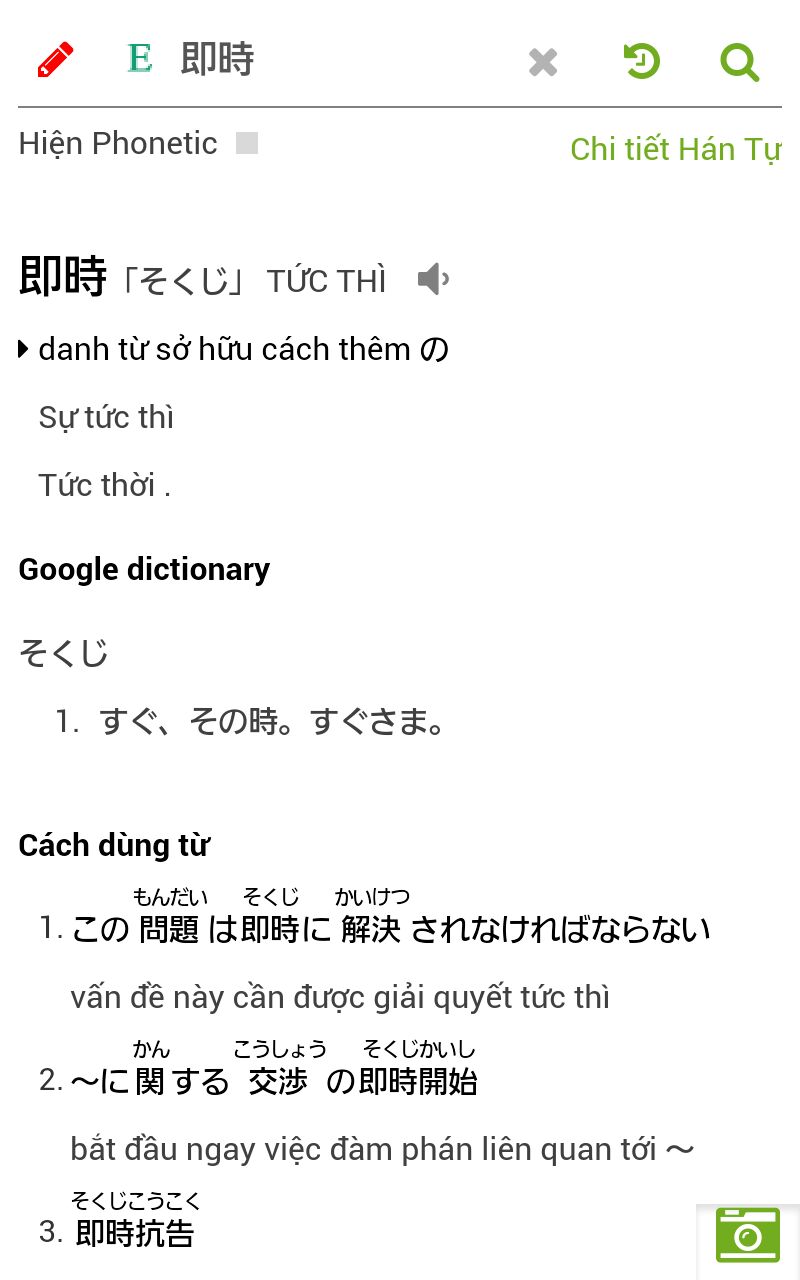 E 即時
Hiện Phonetic
Chi tiết Hán Tự
即時「そくじ」 TỨC THÌ
danh từ sở hữu cách thêm の
Sự tức thì
Tức thời .
Google dictionary
そくじ
1. すぐ、その時。すぐさま。
Cách dùng từ
もんだい そくじ かいけつ
1. この 問題 は即時に 解決 されなければならない
vấn đề này cần được giải quyết tức thì
かん こうしょう そくじかいし
2. ～に 関 する 交渉 の即時開始
bắt đầu ngay việc đàm phán liên quan tới ～
そくじこうこく
3. 即時抗告